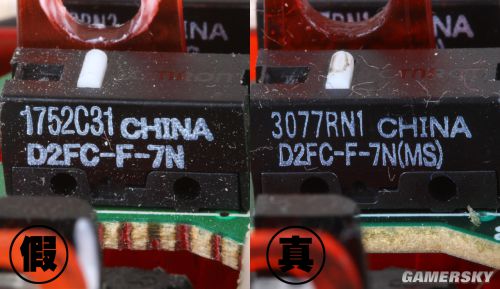 1752C31 CHINA
D2FC-F-7N
假
3077RN1 CHINA
D2FC-F-7N(MS)
真
GAMERSKY